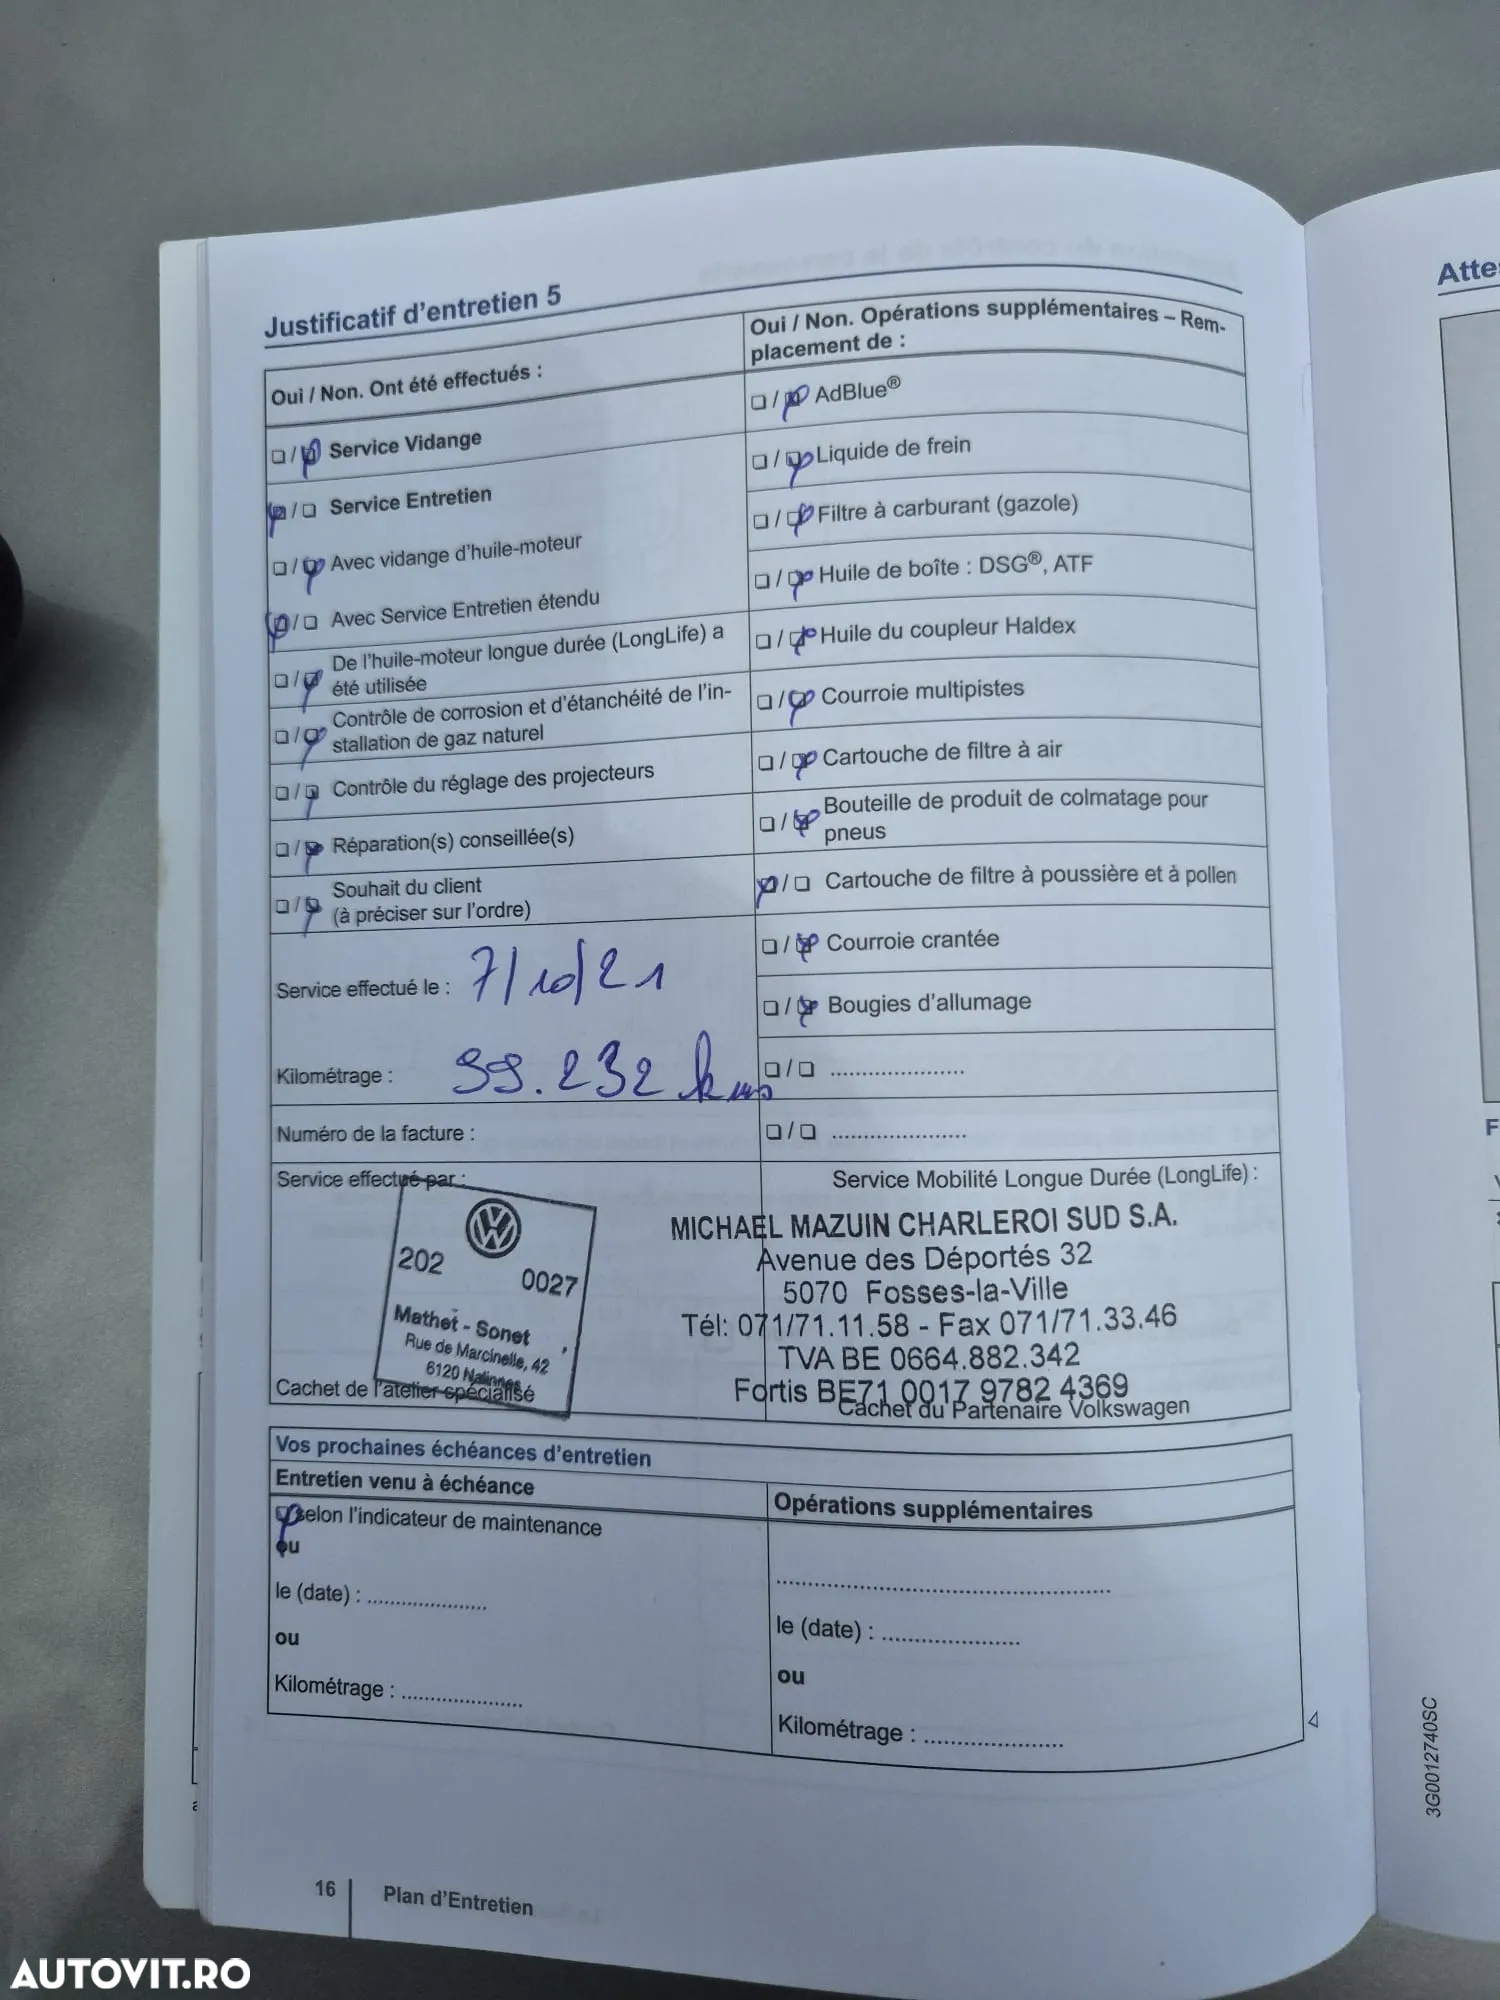 Justificatif d'entretien 5
Oui / Non. Ont été effectués :
❏ / ❏ Service Vidange
❏ / ❏ Service Entretien
❏ / ❏ Avec vidange d'huile-moteur
❏ / ❏ Avec Service Entretien étendu
❏ / ❏ De l'huile-moteur longue durée (LongLife) a
été utilisée
❏ / ❏ Contrôle de corrosion et d'étanchéité de l'in-
stallation de gaz naturel
❏ / ❏ Contrôle du réglage des projecteurs
❏ / ❏ Réparation(s) conseillée(s)
❏ / ❏ Souhait du client
(à préciser sur l'ordre)
Service effectué le : 7/10/21
Kilométrage : 99.232 kms
Numéro de la facture :
Oui / Non. Opérations supplémentaires – Rem-
placement de :
❏ / ❏ AdBlue®
❏ / ❏ Liquide de frein
❏ / ❏ Filtre à carburant (gazole)
❏ / ❏ Huile de boîte : DSG®, ATF
❏ / ❏ Huile du coupleur Haldex
❏ / ❏ Courroie multipistes
❏ / ❏ Cartouche de filtre à air
❏ / ❏ Bouteille de produit de colmatage pour
pneus
❏ / ❏ Cartouche de filtre à poussière et à pollen
❏ / ❏ Courroie crantée
❏ / ❏ Bougies d'allumage
❏ / ❏ ......................
❏ / ❏ ......................
Service effectué par :
202
0027
Mathet - Sonet
Rue de Marcinelle, 42
6120 Nalinnes
Cachet de l'atelier spécialisé
Service Mobilité Longue Durée (LongLife) :
MICHAEL MAZUIN CHARLEROI SUD S.A.
Avenue des Déportés 32
5070 Fosses-la-Ville
Tél: 071/71.11.58 - Fax 071/71.33.46
TVA BE 0664.882.342
Fortis BE71 0017 9782 4369
Cachet du Partenaire Volkswagen
Vos prochaines échéances d'entretien
Entretien venu à échéance
❏ selon l'indicateur de maintenance
ou
le (date) : .....................
ou
Kilométrage : .....................
Opérations supplémentaires
......................................................
le (date) : ......................
ou
Kilométrage : ......................
16
Plan d'Entretien
Atte
F
3G0012740SC
AUTOVIT.RO